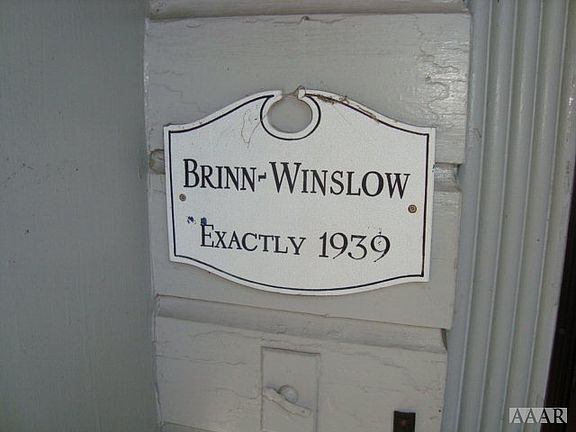 BRINN-WINSLOW
EXACTLY 1939
AAAR